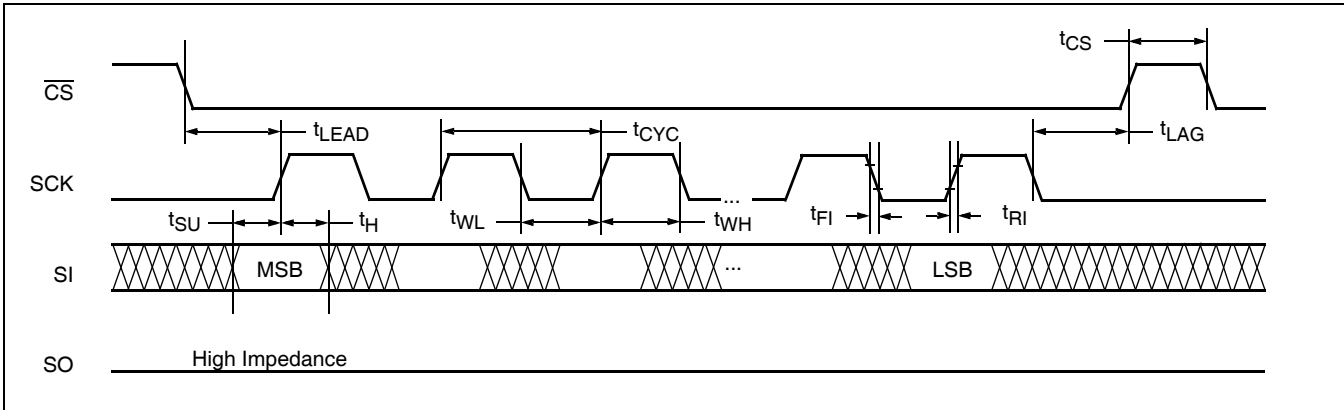 tCS
CS
tLEAD
tCYC
tLAG
SCK
...
tSU
tH
tWL
tWH
tFI
tRI
SI
MSB
...
LSB
SO
High Impedance